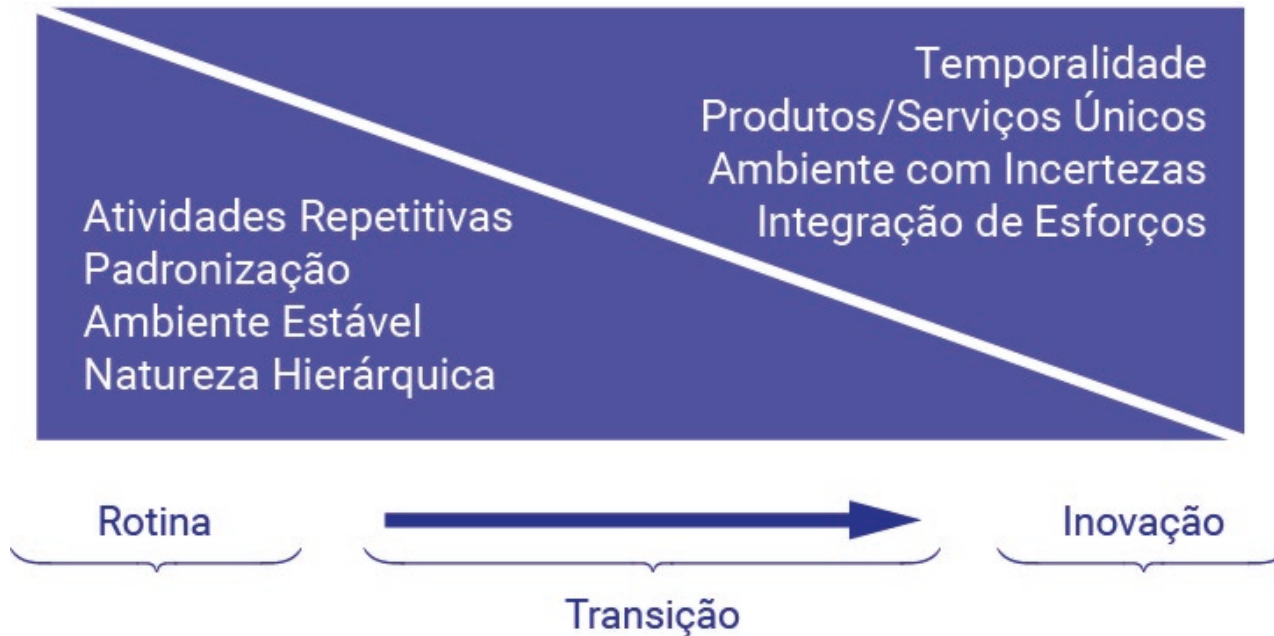 Temporalidade
Produtos/Serviços Únicos
Ambiente com Incertezas
Integração de Esforços
Atividades Repetitivas
Padronização
Ambiente Estável
Natureza Hierárquica
Rotina
Inovação
Transição